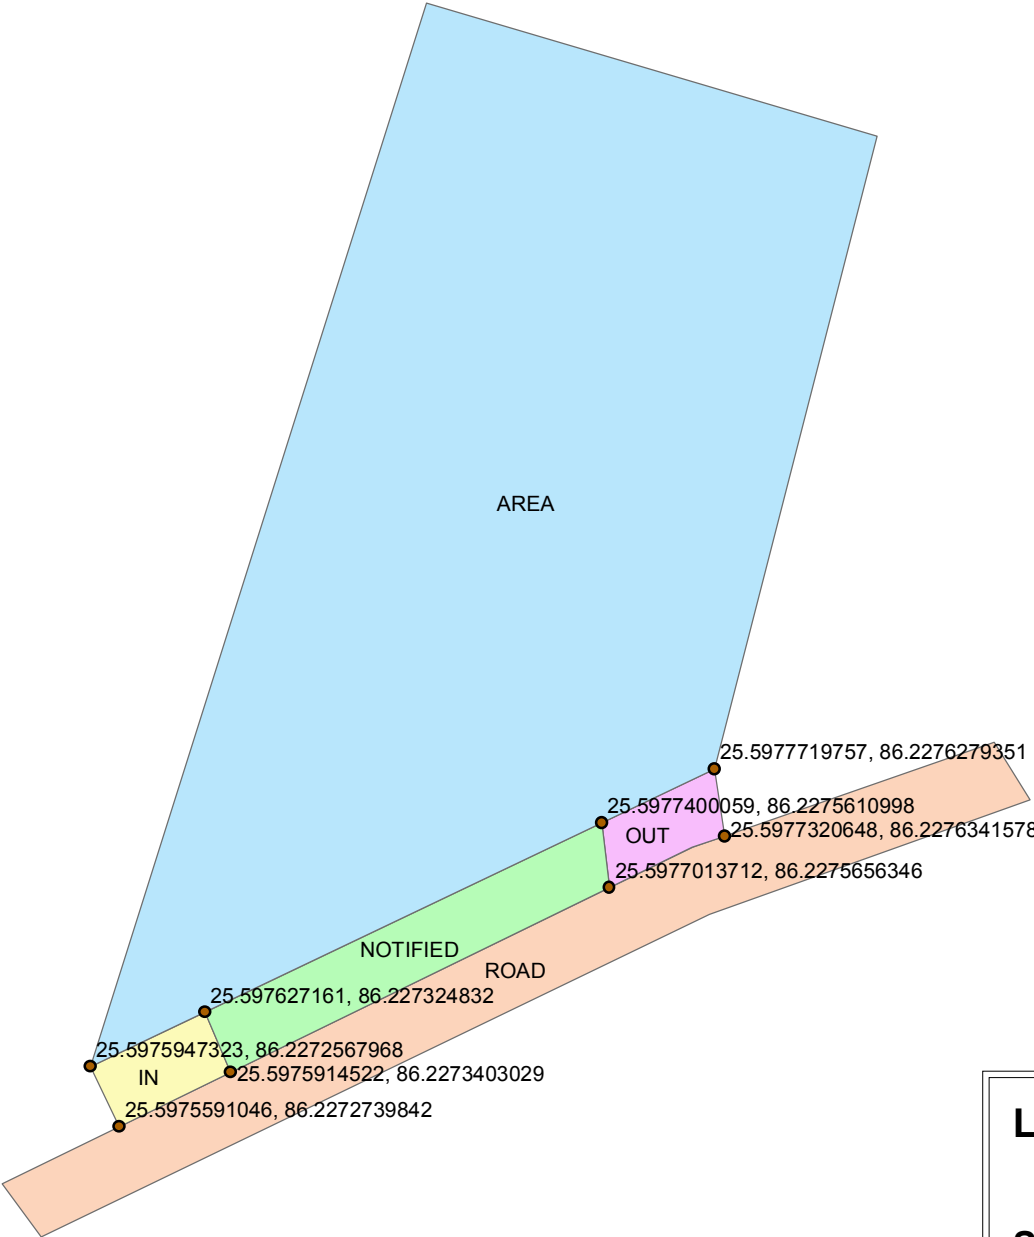 AREA
25.5977719757, 86.2276279351
25.5977400059, 86.2275610998
OUT
25.5977320648, 86.2276341578
25.5977013712, 86.2275656346
NOTIFIED
ROAD
25.597627161, 86.227324832
25.5975947323, 86.2272567968
IN
25.5975914522, 86.2273403029
25.5975591046, 86.2272739842
L